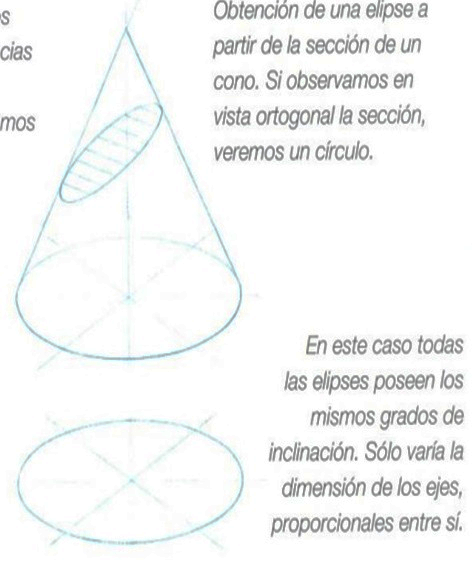 s
cias
mos
Obtención de una elipse a
partir de la sección de un
cono. Si observamos en
vista ortogonal la sección,
veremos un círculo.
En este caso todas
las elipses poseen los
mismos grados de
inclinación. Sólo varía la
dimensión de los ejes,
proporcionales entre sí.